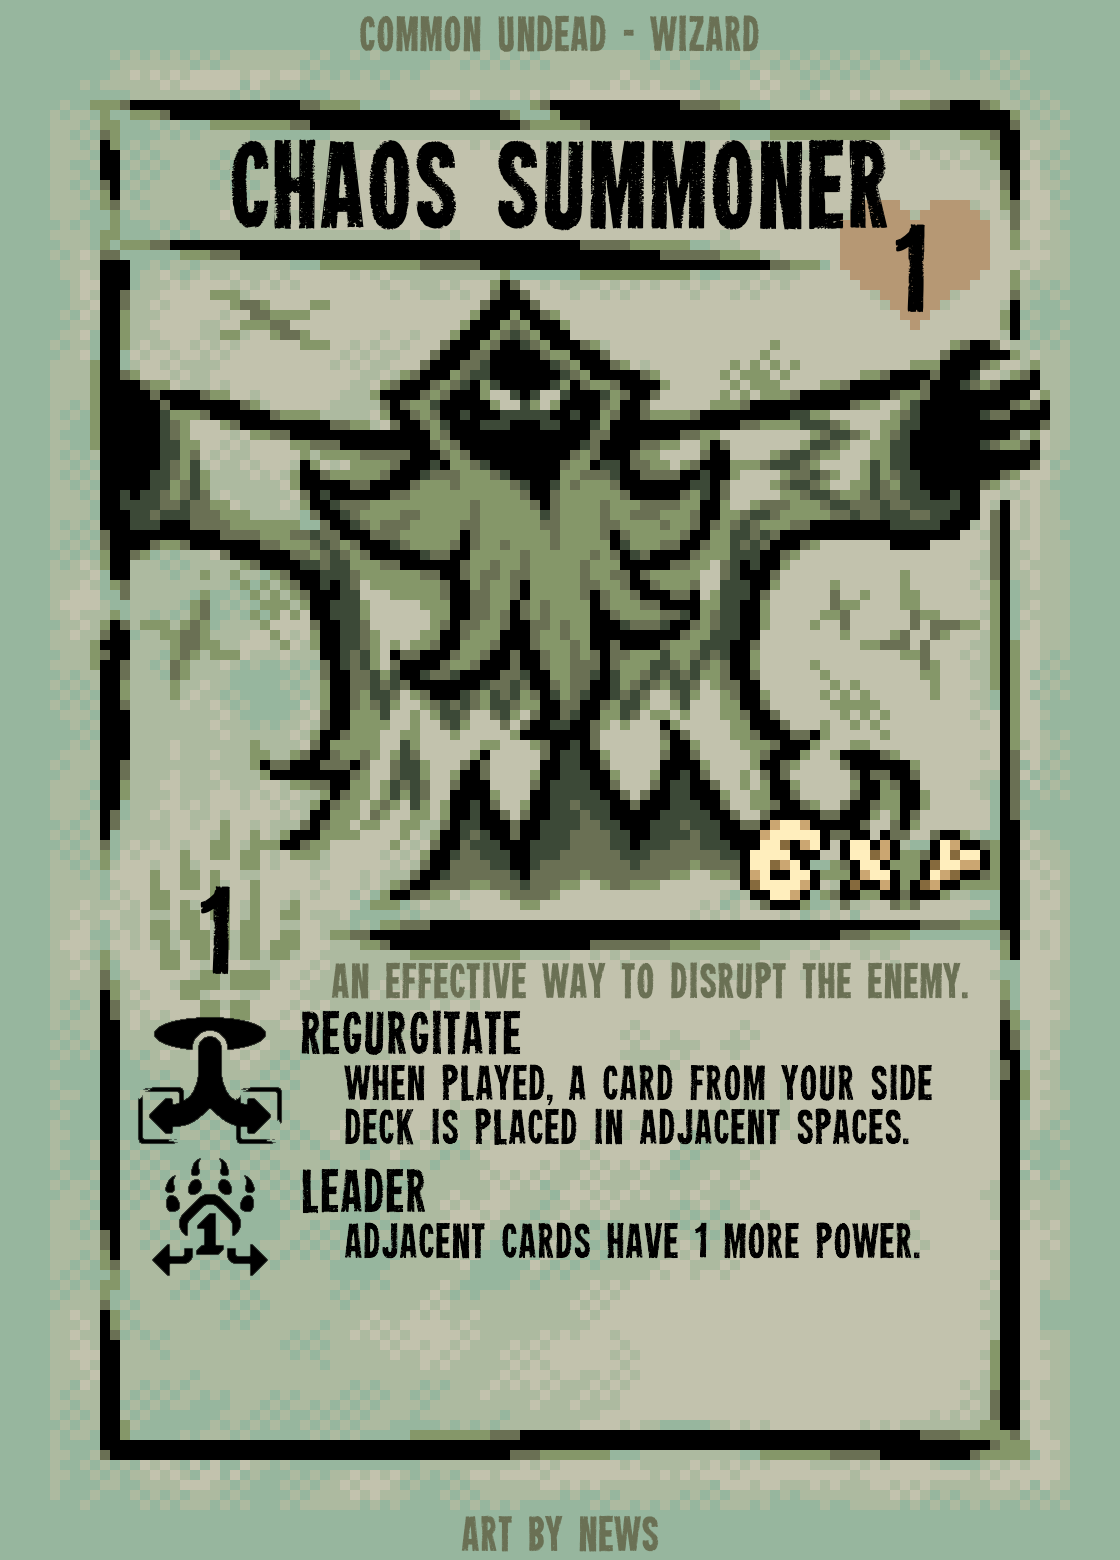 COMMON UNDEAD - WIZARD
CHAOS SUMMONER
1
6 X
1
AN EFFECTIVE WAY TO DISRUPT THE ENEMY.
REGURGITATE
WHEN PLAYED, A CARD FROM YOUR SIDE
DECK IS PLACED IN ADJACENT SPACES.
LEADER
1
ADJACENT CARDS HAVE 1 MORE POWER.
ART BY NEWS